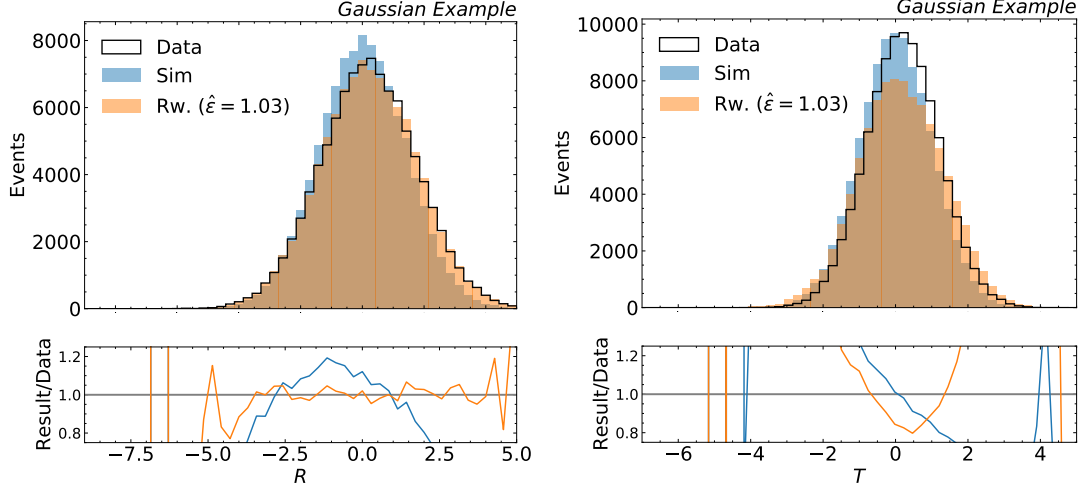 Gaussian Example
8000
6000
4000
2000
0
Events
Data
Sim
Rw. (ε̂ = 1.03)
1.2
1.0
0.8
Result/Data
−7.5 −5.0 −2.5 0.0 2.5 5.0
R
Gaussian Example
10000
8000
6000
4000
2000
0
Events
Data
Sim
Rw. (ε̂ = 1.03)
1.2
1.0
0.8
Result/Data
−6 −4 −2 0 2 4
T